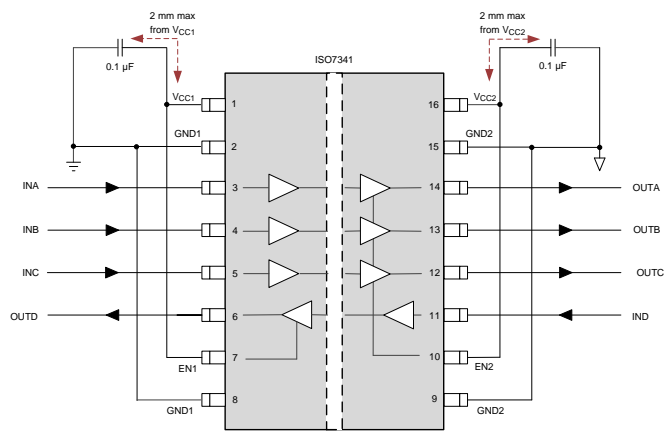 2 mm max
from VCC1
2 mm max
from VCC2
0.1 µF
ISO7341
0.1 µF
VCC1
1
16
VCC2
GND1
2
15
GND2
INA
3
14
OUTA
INB
4
13
OUTB
INC
5
12
OUTC
OUTD
6
11
IND
7
10
EN1
EN2
8
9
GND1
GND2